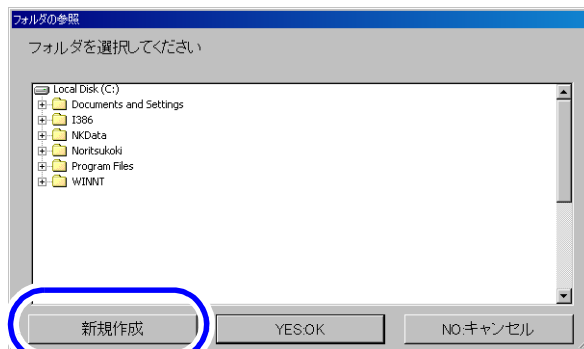 フォルダの参照
フォルダを選択してください
Local Disk (C:)
Documents and Settings
I386
NKData
Noritsukoki
Program Files
WINNT
新規作成
YES:OK
NO:キャンセル